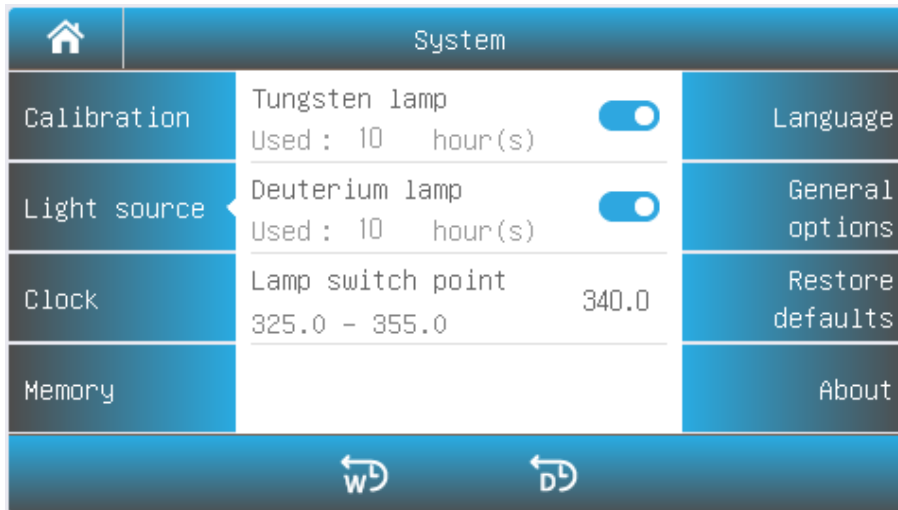 System
Calibration
Light source
Clock
Memory
Tungsten lamp
Used : 10 hour(s)
Deuterium lamp
Used : 10 hour(s)
Lamp switch point
325.0 - 355.0
340.0
Language
General
options
Restore
defaults
About
W
D